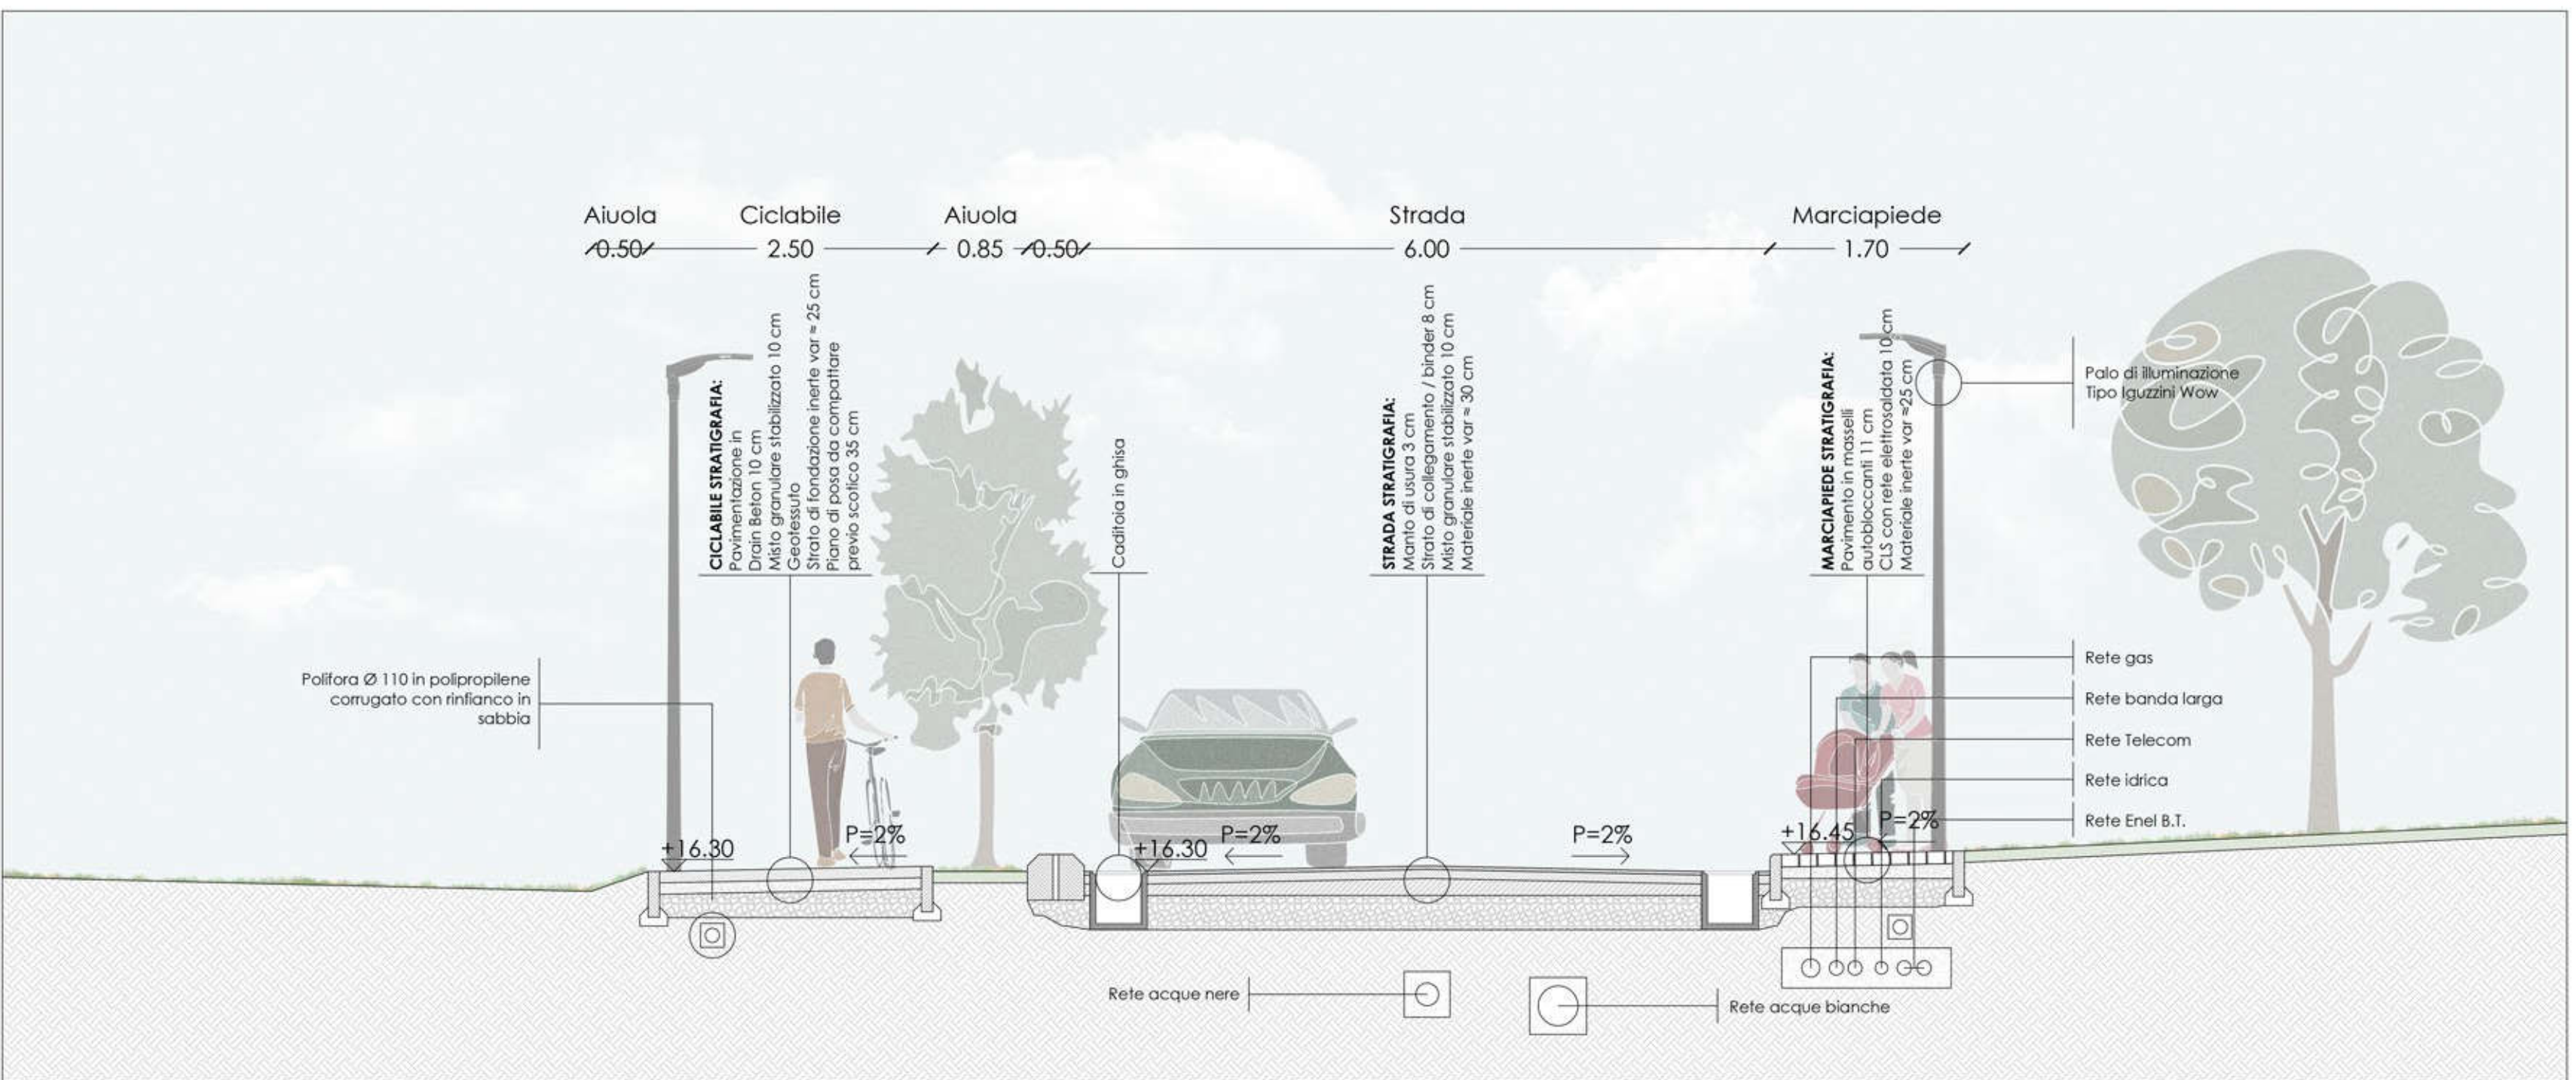 Aiuola
Ciclabile
Aiuola
Strada
Marciapiede
0.50
2.50
0.85
0.50
6.00
1.70
CICLABILE STRATIGRAFIA:
Pavimentazione in
Drain Beton 10 cm
Misto granulare stabilizzato 10 cm
Geotessuto
Strato di fondazione inerte var ≈ 25 cm
Piano di posa da compattare
previo scotico 35 cm
Caditoia in ghisa
STRADA STRATIGRAFIA:
Manto di usura 3 cm
Strato di collegamento / binder 8 cm
Misto granulare stabilizzato 10 cm
Materiale inerte var ≈ 30 cm
MARCIAPIEDE STRATIGRAFIA:
Pavimento in masselli
autobloccanti 11 cm
CLS con rete elettrosaldata 10 cm
Materiale inerte var ≈25 cm
Palo di illuminazione
Tipo Iguzzini Wow
Polifora Ø 110 in polipropilene
corrugato con rinfianco in
sabbia
Rete gas
Rete banda larga
Rete Telecom
Rete idrica
Rete Enel B.T.
+16.30
P=2%
+16.30
P=2%
P=2%
+16.45
P=2%
Rete acque nere
Rete acque bianche